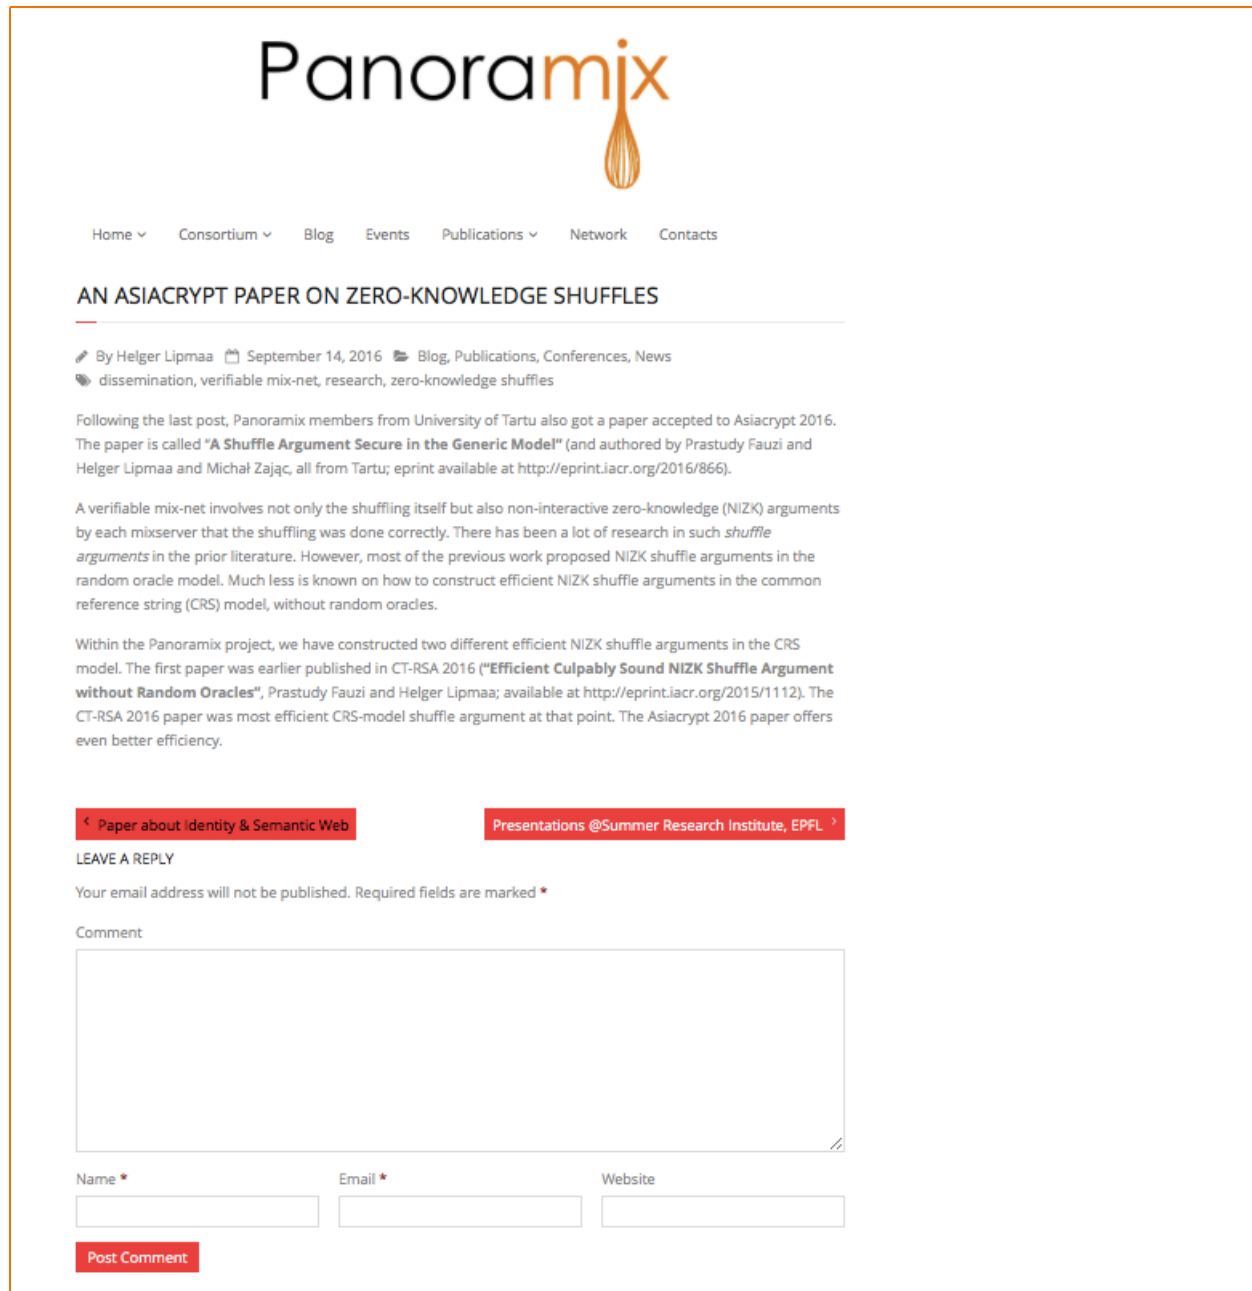 Panoramix
Home Consortium Blog Events Publications Network Contacts
AN ASIACRYPT PAPER ON ZERO-KNOWLEDGE SHUFFLES
By Helger Lipmaa September 14, 2016 Blog, Publications, Conferences, News
dissemination, verifiable mix-net, research, zero-knowledge shuffles
Following the last post, Panoramix members from University of Tartu also got a paper accepted to Asiacrypt 2016.
The paper is called “A Shuffle Argument Secure in the Generic Model” (and authored by Prastudy Fauzi and
Helger Lipmaa and Michał Zając, all from Tartu; eprint available at http://eprint.iacr.org/2016/866).
A verifiable mix-net involves not only the shuffling itself but also non-interactive zero-knowledge (NIZK) arguments
by each mixserver that the shuffling was done correctly. There has been a lot of research in such shuffle
arguments in the prior literature. However, most of the previous work proposed NIZK shuffle arguments in the
random oracle model. Much less is known on how to construct efficient NIZK shuffle arguments in the common
reference string (CRS) model, without random oracles.
Within the Panoramix project, we have constructed two different efficient NIZK shuffle arguments in the CRS
model. The first paper was earlier published in CT-RSA 2016 (“Efficient Culpably Sound NIZK Shuffle Argument
without Random Oracles”, Prastudy Fauzi and Helger Lipmaa; available at http://eprint.iacr.org/2015/1112). The
CT-RSA 2016 paper was most efficient CRS-model shuffle argument at that point. The Asiacrypt 2016 paper offers
even better efficiency.
‹ Paper about Identity & Semantic Web Presentations @Summer Research Institute, EPFL ›
LEAVE A REPLY
Your email address will not be published. Required fields are marked *
Comment
Name * Email * Website
Post Comment